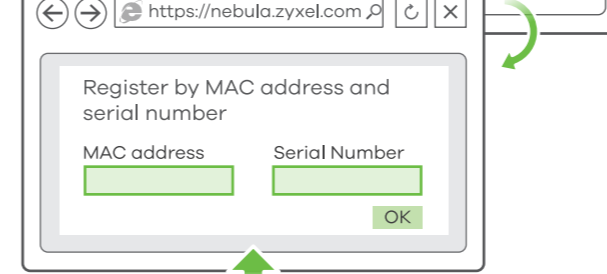 https://nebula.zyxel.com
Register by MAC address and
serial number
MAC address Serial Number
OK